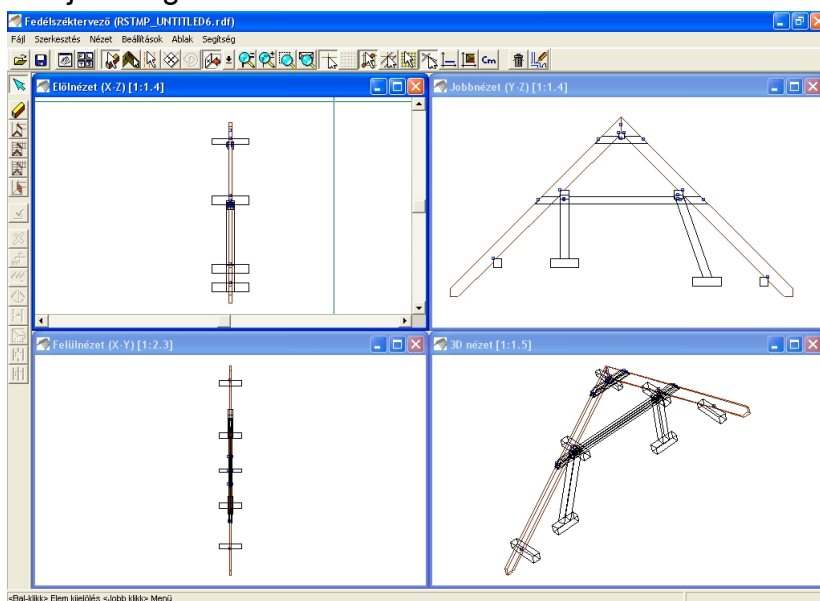 Fedélszéktervező (RSTMP_UNTITLED6.rdf)
Fájl Szerkesztés Nézet Beállítások Ablak Segítség
Cm
Elölnézet (X-Z) [1:1.4]
Jobbnézet (Y-Z) [1:1.4]
Felülnézet (X-Y) [1:2.3]
3D nézet [1:1.5]
<Bal-klikk> Elem kijelölés <Jobb klikk> Menü